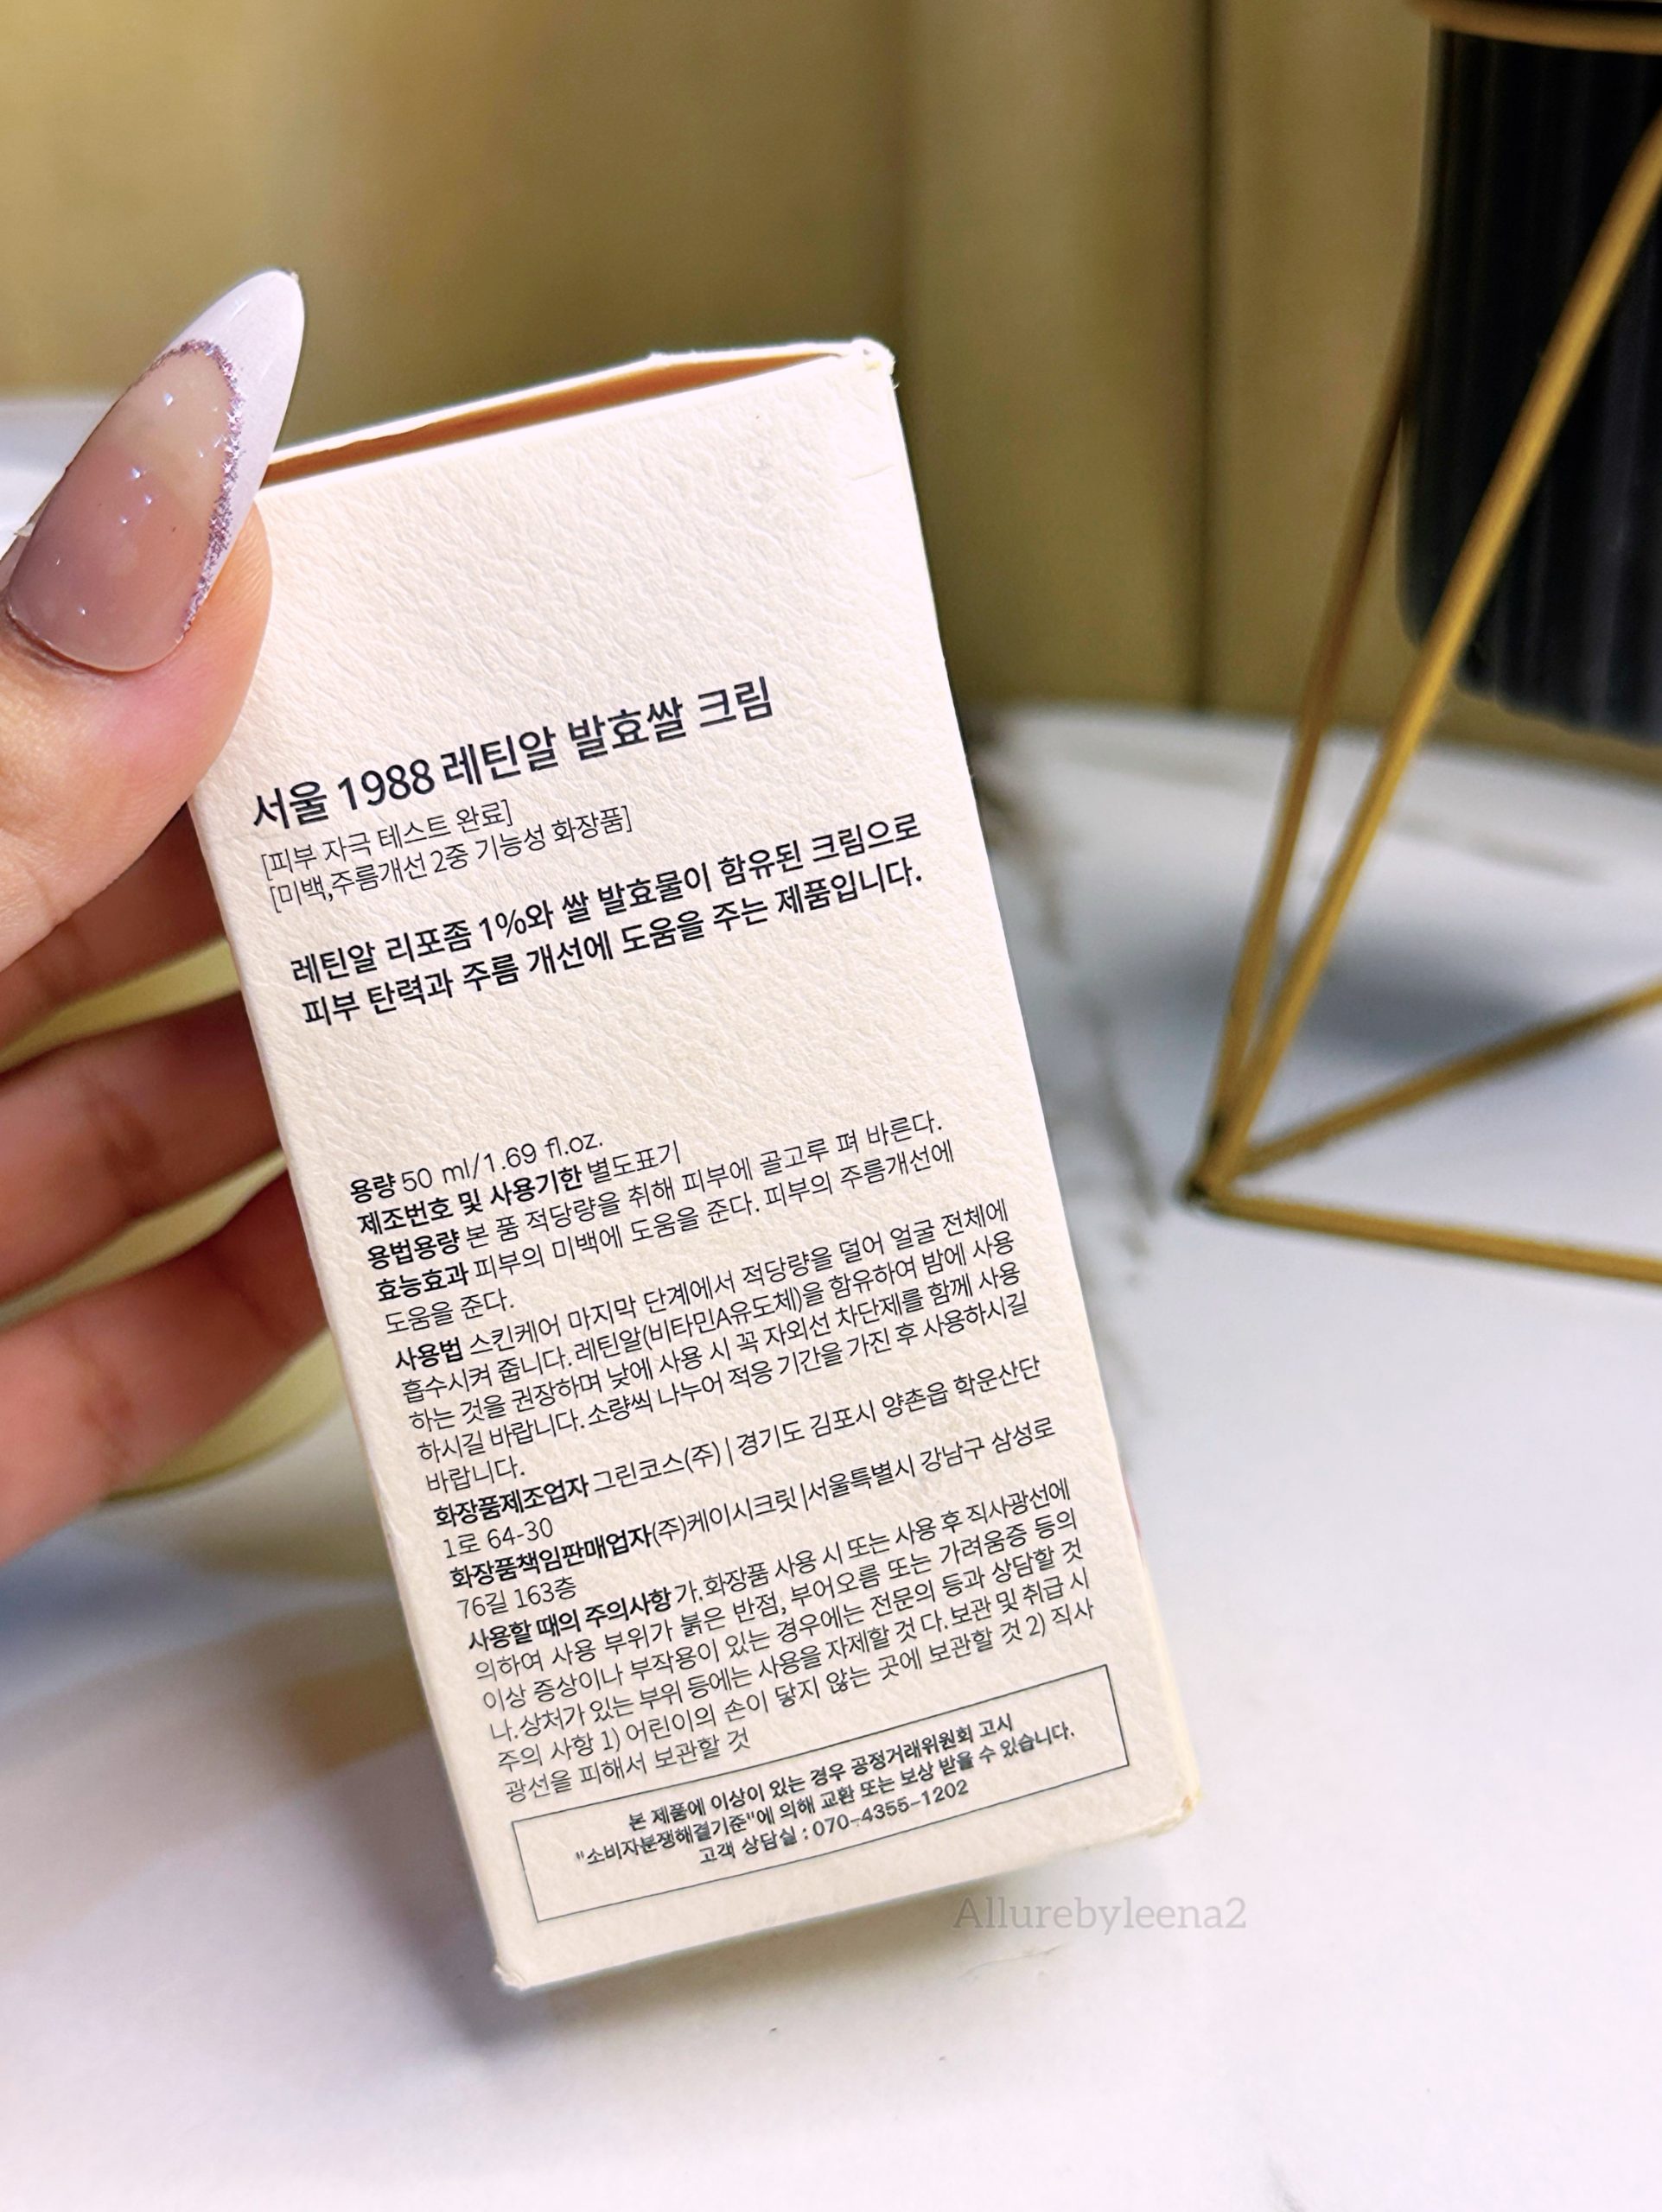 서울 1988 레틴알 발효쌀 크림
[피부 자극 테스트 완료]
[미백,주름개선 2중 기능성 화장품]
레틴알 리포좀 1%와 쌀 발효물이 함유된 크림으로
피부 탄력과 주름 개선에 도움을 주는 제품입니다.
용량 50 ml/1.69 fl.oz.
제조번호 및 사용기한 별도표기
용법용량 본 품 적당량을 취해 피부에 골고루 펴 바른다.
효능효과 피부의 미백에 도움을 준다. 피부의 주름개선에
도움을 준다.
사용법 스킨케어 마지막 단계에서 적당량을 덜어 얼굴 전체에
흡수시켜 줍니다. 레틴알(비타민A유도체)을 함유하여 밤에 사용
하는 것을 권장하며 낮에 사용 시 꼭 자외선 차단제를 함께 사용
하시길 바랍니다. 소량씩 나누어 적응 기간을 가진 후 사용하시길
바랍니다.
화장품제조업자 그린코스(주) | 경기도 김포시 양촌읍 학운산단
1로 64-30
화장품책임판매업자 (주)케이시크릿 | 서울특별시 강남구 삼성로
76길 163층
사용할 때의 주의사항 가. 화장품 사용 시 또는 사용 후 직사광선에
의하여 사용 부위가 붉은 반점, 부어오름 또는 가려움증 등의
이상 증상이나 부작용이 있는 경우에는 전문의 등과 상담할 것
나. 상처가 있는 부위 등에는 사용을 자제할 것 다. 보관 및 취급 시
주의 사항 1) 어린이의 손이 닿지 않는 곳에 보관할 것 2) 직사
광선을 피해서 보관할 것
본 제품에 이상이 있는 경우 공정거래위원회 고시
"소비자분쟁해결기준"에 의해 교환 또는 보상 받을 수 있습니다.
고객 상담실 : 070-4355-1202
Allurebyleena2